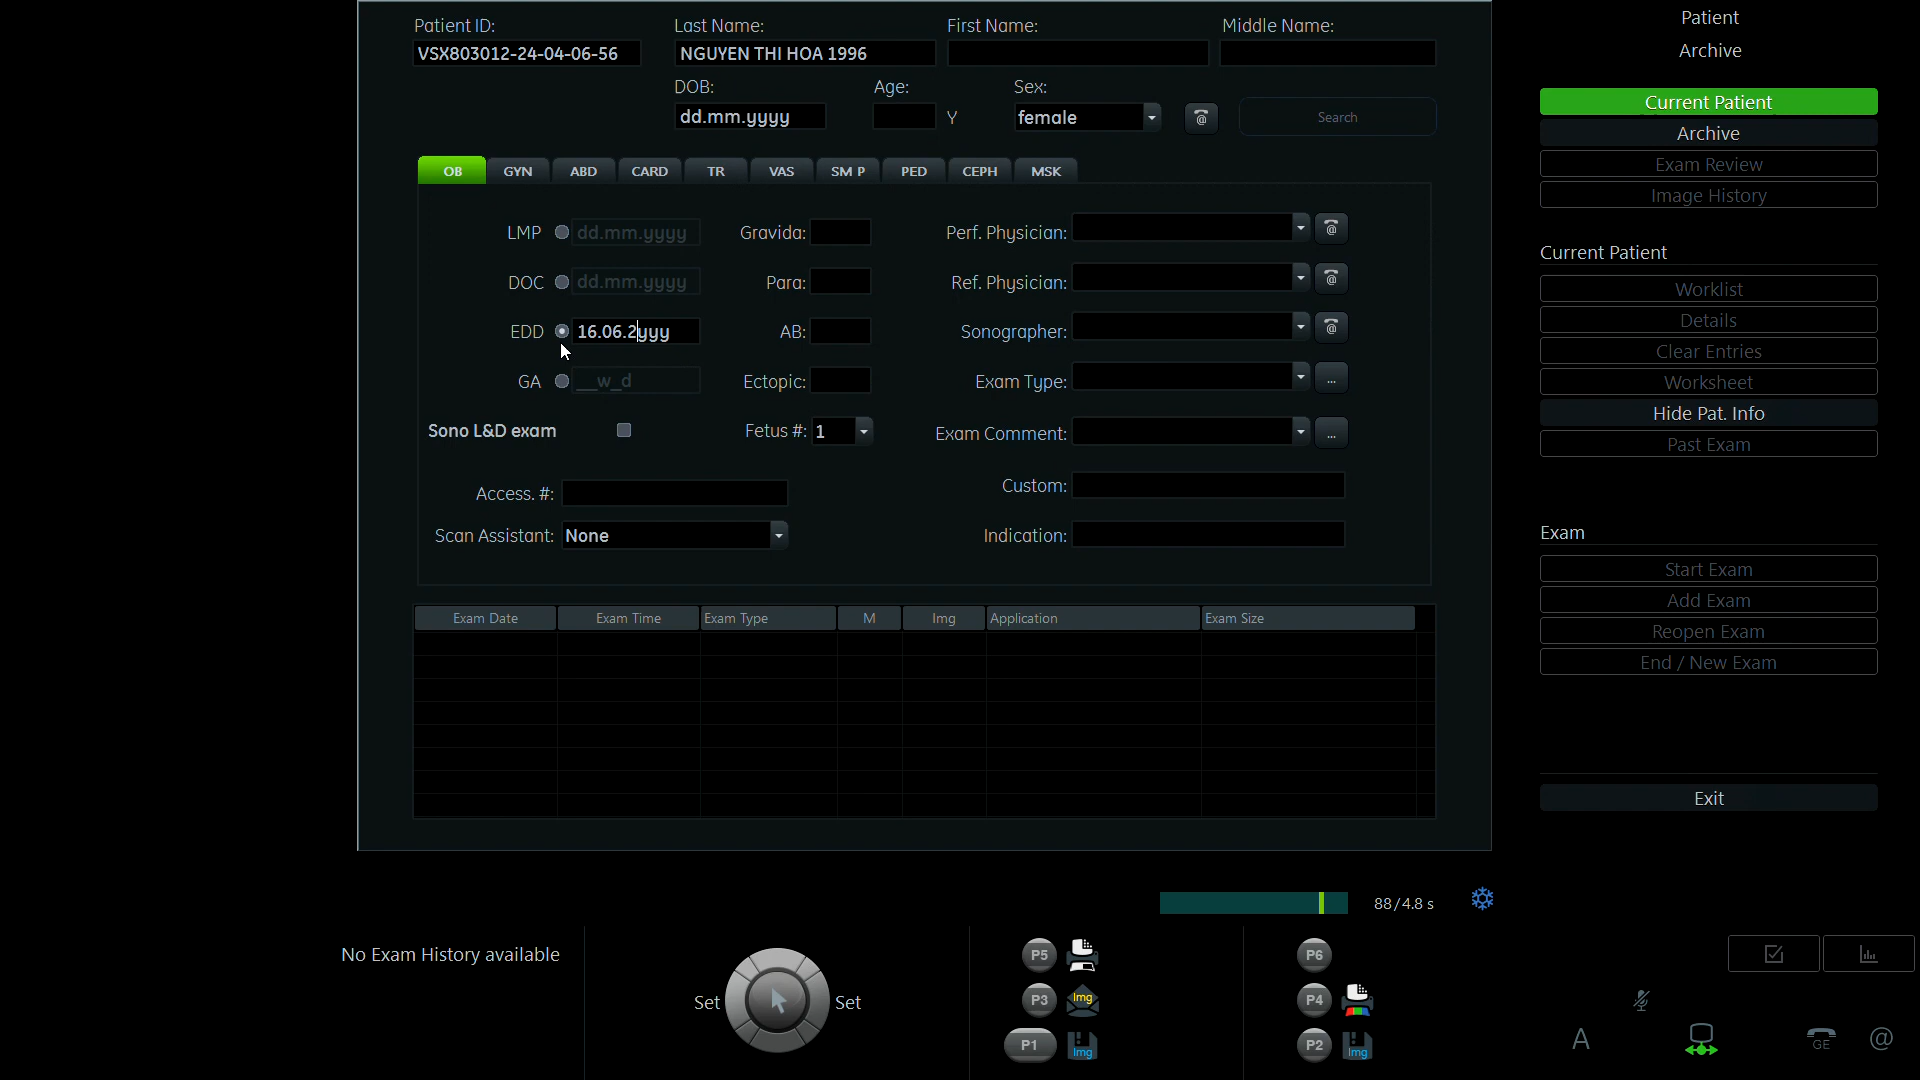 Patient ID: Last Name: First Name: Middle Name:
VSX803012-24-04-06-56 NGUYEN THI HOA 1996
DOB: Age: Sex:
dd.mm.yyyy Y female @ Search
OB GYN ABD CARD TR VAS SM P PED CEPH MSK
LMP dd.mm.yyyy Gravida: Perf. Physician: @
DOC dd.mm.yyyy Para: Ref. Physician: @
EDD 16.06.2yyy AB: Sonographer: @
GA __w_d Ectopic: Exam Type: ...
Sono L&D exam Fetus #: 1 Exam Comment: ...
Custom:
Access. #:
Scan Assistant: None Indication:
Exam Date Exam Time Exam Type M Img Application Exam Size
Patient
Archive
Current Patient
Archive
Exam Review
Image History
Current Patient
Worklist
Details
Clear Entries
Worksheet
Hide Pat. Info
Past Exam
Exam
Start Exam
Add Exam
Reopen Exam
End / New Exam
Exit
88/4.8 s
No Exam History available
Set Set
P5
P3 Img
P1 Img
P6
P4
P2 Img
A GE @